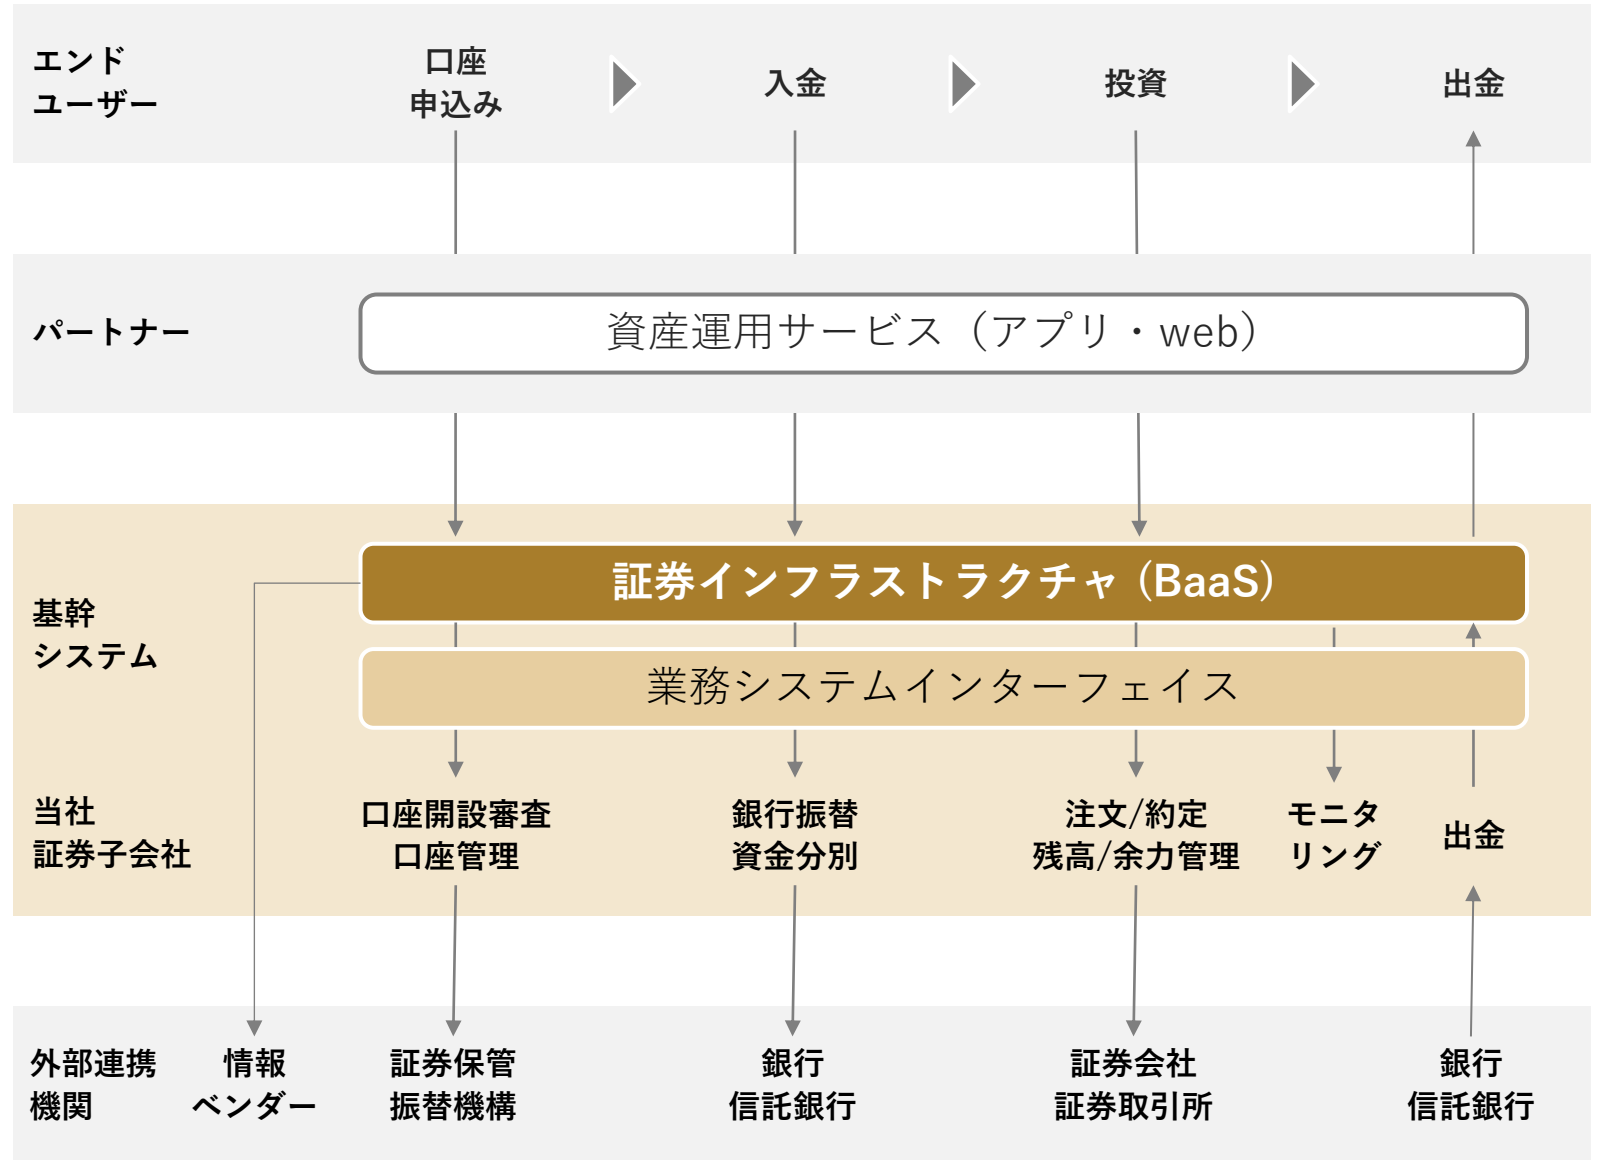 エンド
ユーザー
口座
申込み
入金
投資
出金
パートナー
資産運用サービス（アプリ・web）
基幹
システム
証券インフラストラクチャ（BaaS）
業務システムインターフェイス
当社
証券子会社
口座開設審査
口座管理
銀行振替
資金分別
注文/約定
残高/余力管理
モニタ
リング
出金
外部連携
機関
情報
ベンダー
証券保管
振替機構
銀行
信託銀行
証券会社
証券取引所
銀行
信託銀行